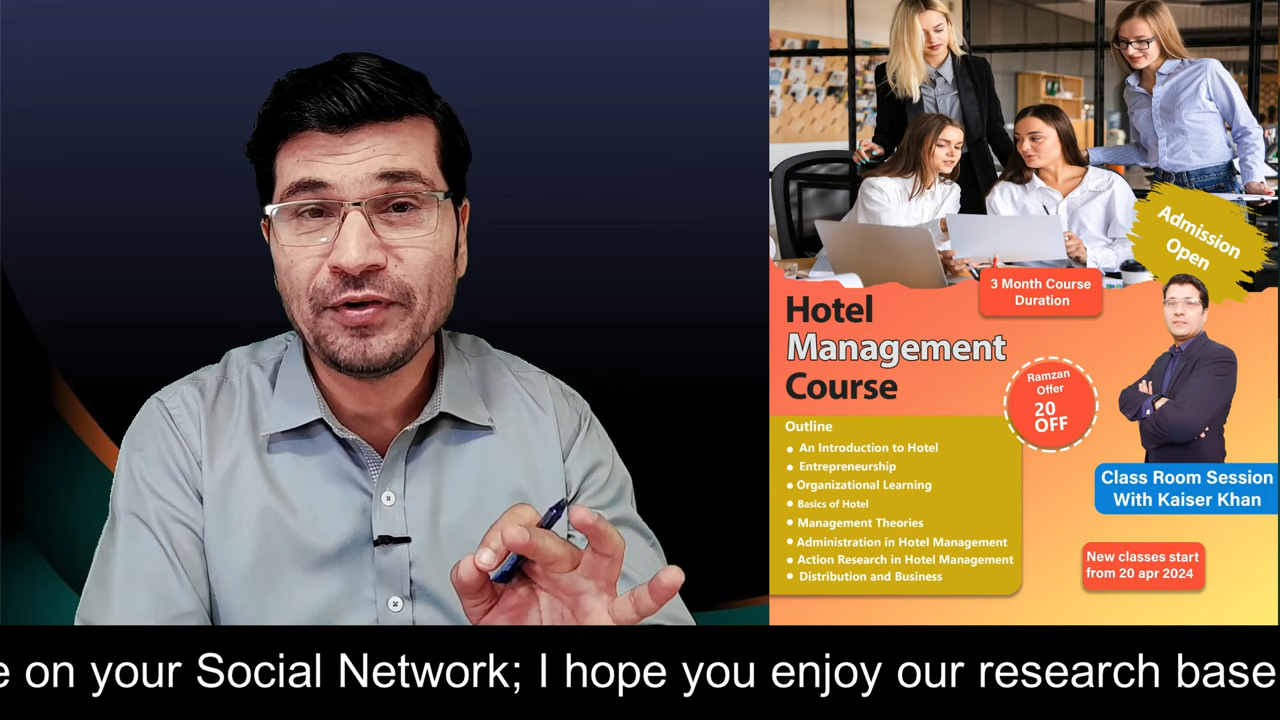 Admission
Open
3 Month Course
Duration
Hotel
Management
Course
Ramzan
Offer
20
OFF
Outline
An Introduction to Hotel
Entrepreneurship
Organizational Learning
Basics of Hotel
Management Theories
Administration in Hotel Management
Action Research in Hotel Management
Distribution and Business
Class Room Session
With Kaiser Khan
New classes start
from 20 apr 2024
e on your Social Network; I hope you enjoy our research base